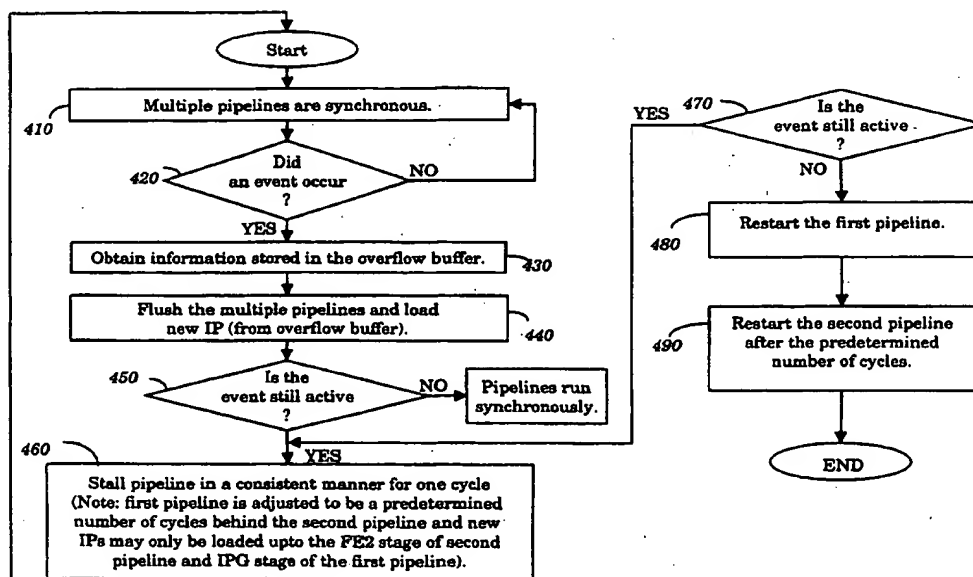 Start
Multiple pipelines are synchronous.
410
420
Did
an event occur
?
NO
YES
Obtain information stored in the overflow buffer.
430
Flush the multiple pipelines and load
new IP (from overflow buffer).
440
450
Is the
event still active
?
NO
Pipelines run
synchronously.
YES
460
Stall pipeline in a consistent manner for one cycle
(Note: first pipeline is adjusted to be a predetermined
number of cycles behind the second pipeline and new
IPs may only be loaded upto the FE2 stage of second
pipeline and IPG stage of the first pipeline).
470
YES
Is the
event still active
?
NO
480
Restart the first pipeline.
490
Restart the second pipeline
after the predetermined
number of cycles.
END